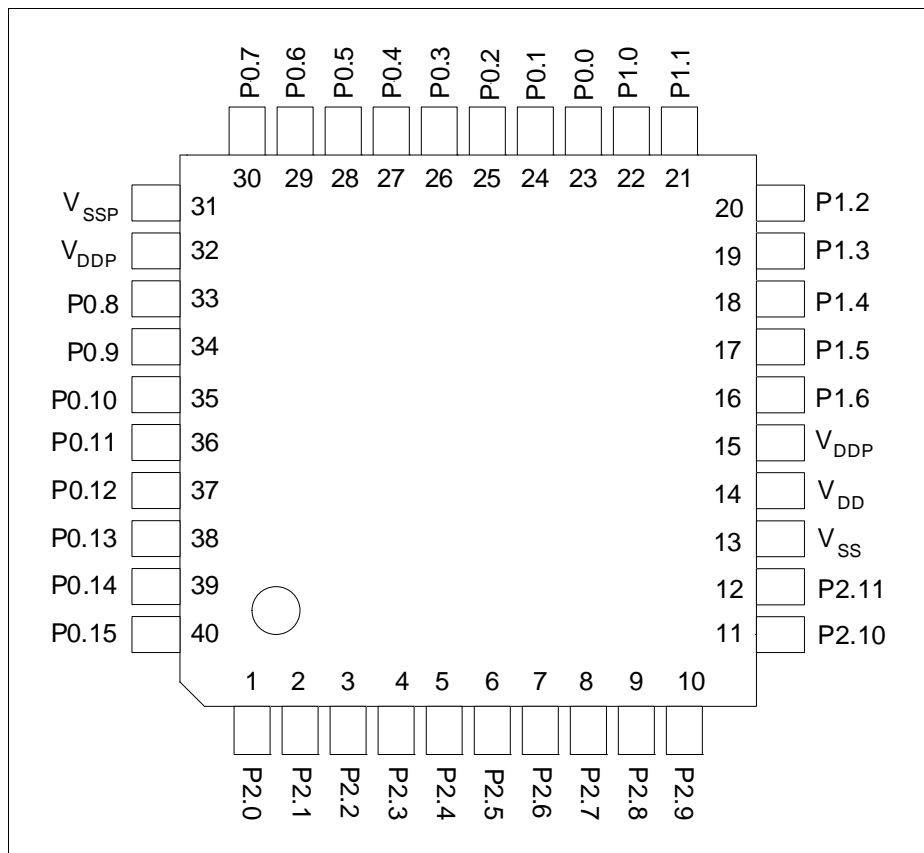 P0.7 P0.6 P0.5 P0.4 P0.3 P0.2 P0.1 P0.0 P1.0 P1.1
30 29 28 27 26 25 24 23 22 21
VSSP 31 20 P1.2
VDDP 32 19 P1.3
P0.8 33 18 P1.4
P0.9 34 17 P1.5
P0.10 35 16 P1.6
P0.11 36 15 VDDP
P0.12 37 14 VDD
P0.13 38 13 VSS
P0.14 39 12 P2.11
P0.15 40 11 P2.10
1 2 3 4 5 6 7 8 9 10
P2.0 P2.1 P2.2 P2.3 P2.4 P2.5 P2.6 P2.7 P2.8 P2.9